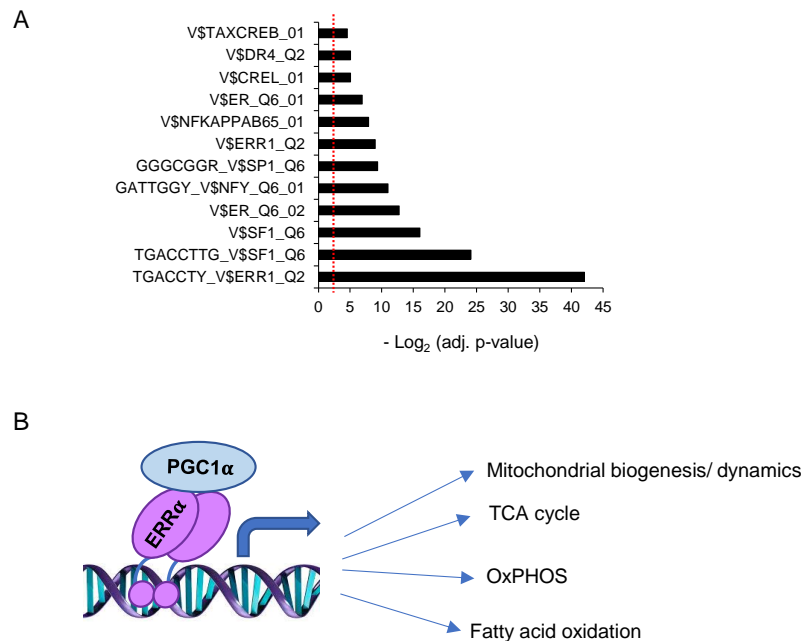 A
V$TAXCREB_01
V$DR4_Q2
V$CREL_01
V$ER_Q6_01
V$NFKAPPAB65_01
V$ERR1_Q2
GGGCGGR_V$SP1_Q6
GATTGGY_V$NFY_Q6_01
V$ER_Q6_02
V$SF1_Q6
TGACCTTG_V$SF1_Q6
TGACCTY_V$ERR1_Q2
0 5 10 15 20 25 30 35 40 45
- Log₂ (adj. p-value)
B
PGC1α
ERRα
Mitochondrial biogenesis/ dynamics
TCA cycle
OxPHOS
Fatty acid oxidation